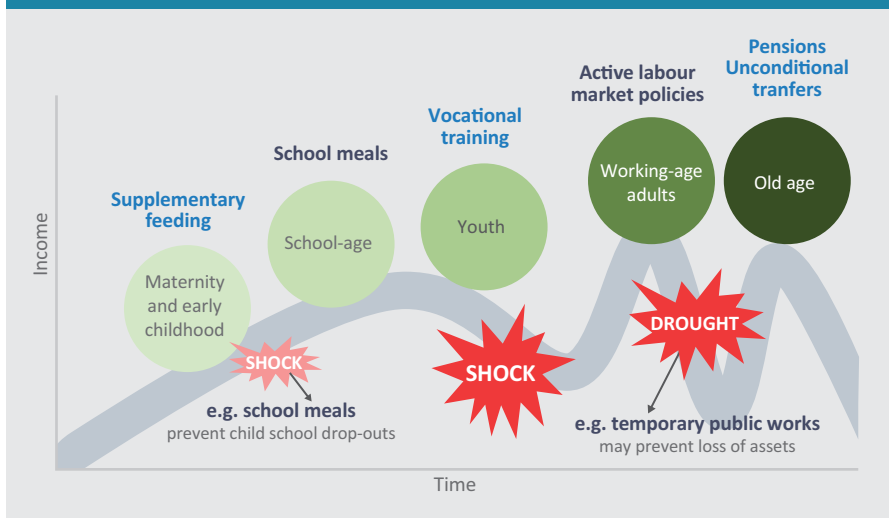 Pensions
Unconditional
tranfers
Active labour
market policies
Vocational
training
School meals
Supplementary
feeding
Working-age
adults
Old age
Youth
School-age
Maternity
and early
childhood
Income
DROUGHT
SHOCK
SHOCK
e.g. school meals
prevent child school drop-outs
e.g. temporary public works
may prevent loss of assets
Time